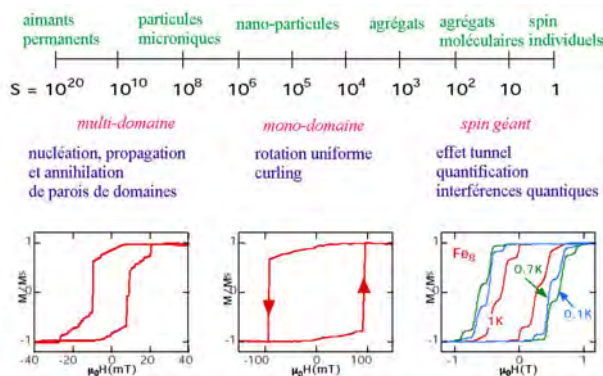 aimants permanents
particules microniques
nano-particules
agrégats
agrégats moléculaires
spin individuels
S = 10^20 10^10 10^8 10^6 10^5 10^4 10^3 10^2 10 1
multi-domaine
mono-domaine
spin géant
nucléation, propagation
et annihilation
de parois de domaines
rotation uniforme
curling
effet tunnel
quantification
interférences quantiques
M/MS
1
0
-1
-40 -20 0 20 40
μ0H(mT)
M/MS
1
0
-1
-100 0 100
μ0H(mT)
M/MS
1
0
-1
Fe8
0.7K
1K
0.1K
-1 0 1
μ0H(T)